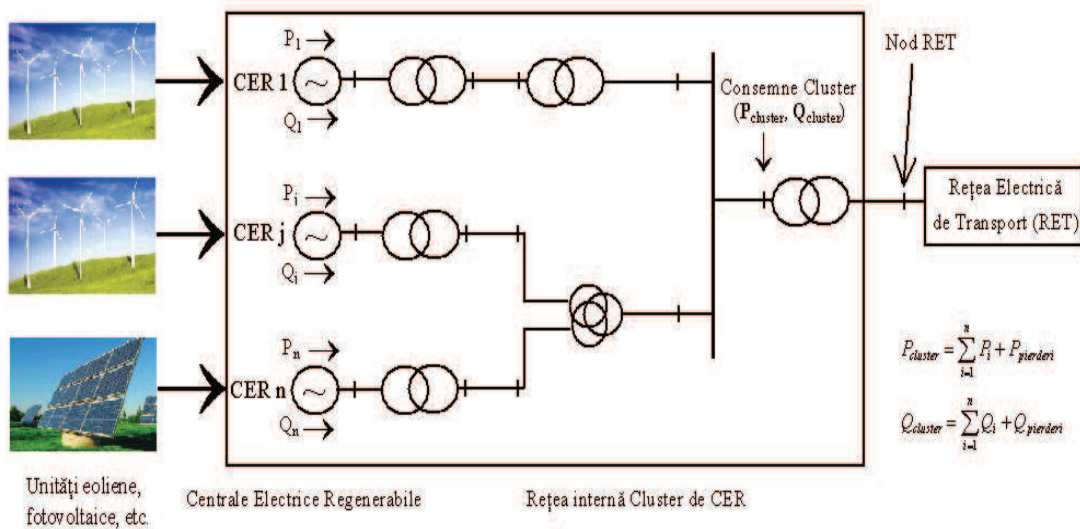 P1
CER 1
~
Q1
Pi
CER j
~
Qi
Pn
CER n
~
Qn
Consemne Cluster
(Pcluster, Qcluster)
Nod RET
Rețea Electrică
de Transport (RET)
Pcluster = ∑ i=1 n Pi + Ppierderi
Qcluster = ∑ i=1 n Qi + Qpierderi
Unități eoliene,
fotovoltaice, etc.
Centrale Electrice Regenerabile
Rețea internă Cluster de CER